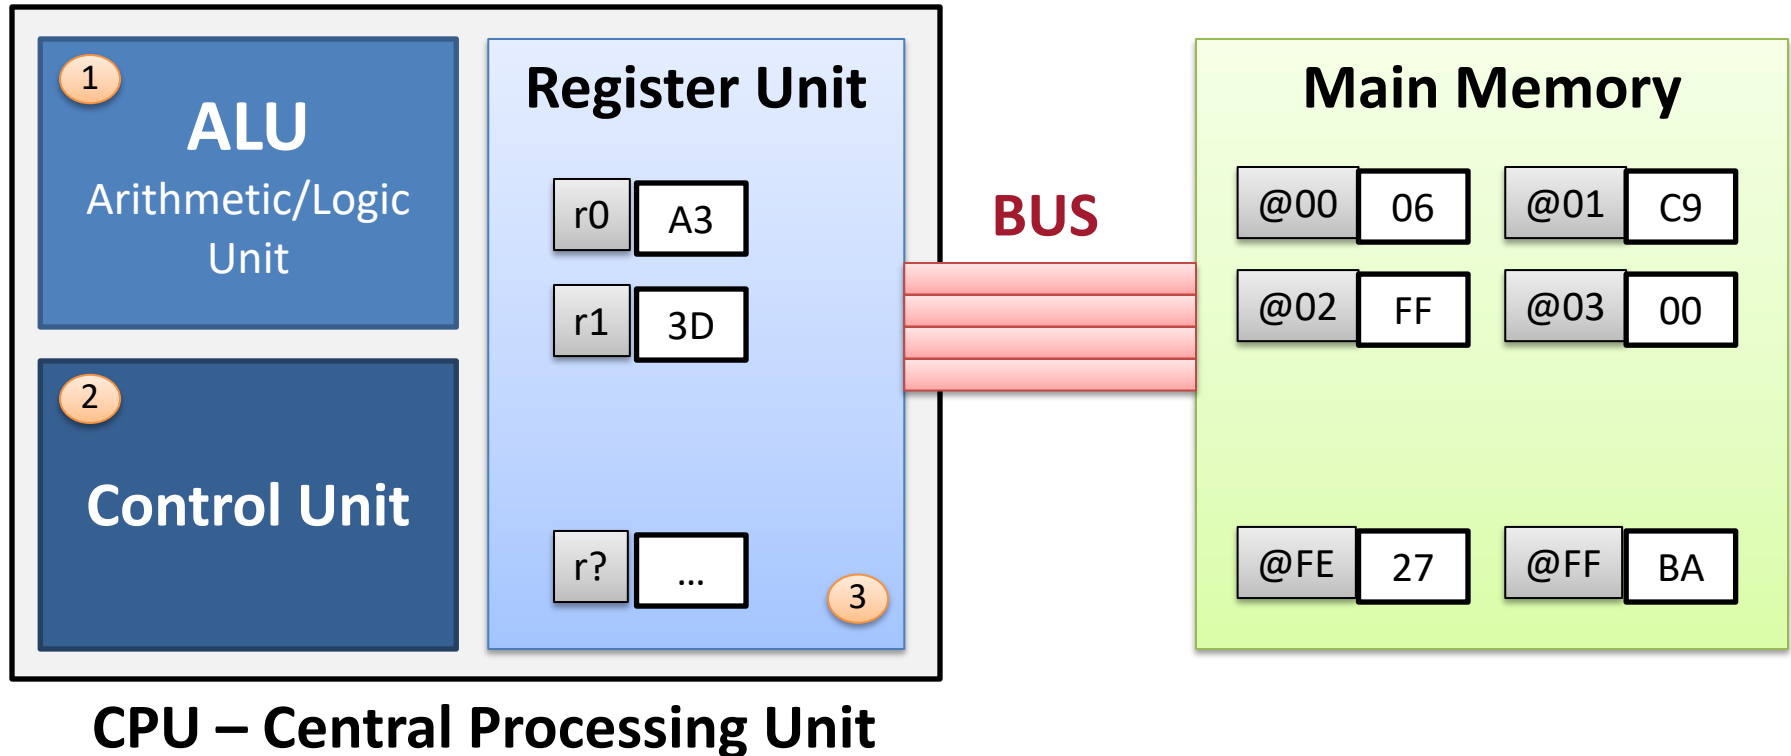 1
ALU
Arithmetic/Logic
Unit
2
Control Unit
Register Unit
r0 A3
r1 3D
r? ...
3
BUS
Main Memory
@00 06 @01 C9
@02 FF @03 00
@FE 27 @FF BA
CPU – Central Processing Unit